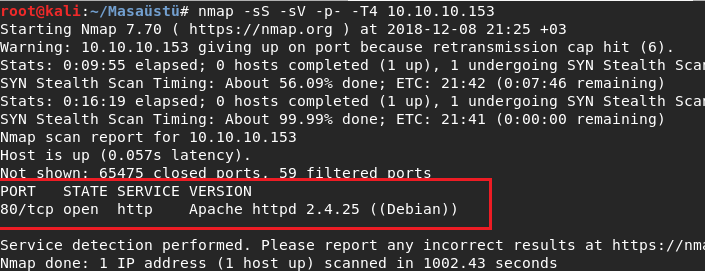 root@kali:~/Masaüstü# nmap -sS -sV -p- -T4 10.10.10.153
Starting Nmap 7.70 ( https://nmap.org ) at 2018-12-08 21:25 +03
Warning: 10.10.10.153 giving up on port because retransmission cap hit (6).
Stats: 0:09:55 elapsed; 0 hosts completed (1 up), 1 undergoing SYN Stealth Scan
SYN Stealth Scan Timing: About 56.09% done; ETC: 21:42 (0:07:46 remaining)
Stats: 0:16:19 elapsed; 0 hosts completed (1 up), 1 undergoing SYN Stealth Scan
SYN Stealth Scan Timing: About 99.99% done; ETC: 21:41 (0:00:00 remaining)
Nmap scan report for 10.10.10.153
Host is up (0.057s latency).
Not shown: 65475 closed ports, 59 filtered ports
PORT   STATE SERVICE VERSION
80/tcp open  http    Apache httpd 2.4.25 ((Debian))
Service detection performed. Please report any incorrect results at https://nma
Nmap done: 1 IP address (1 host up) scanned in 1002.43 seconds